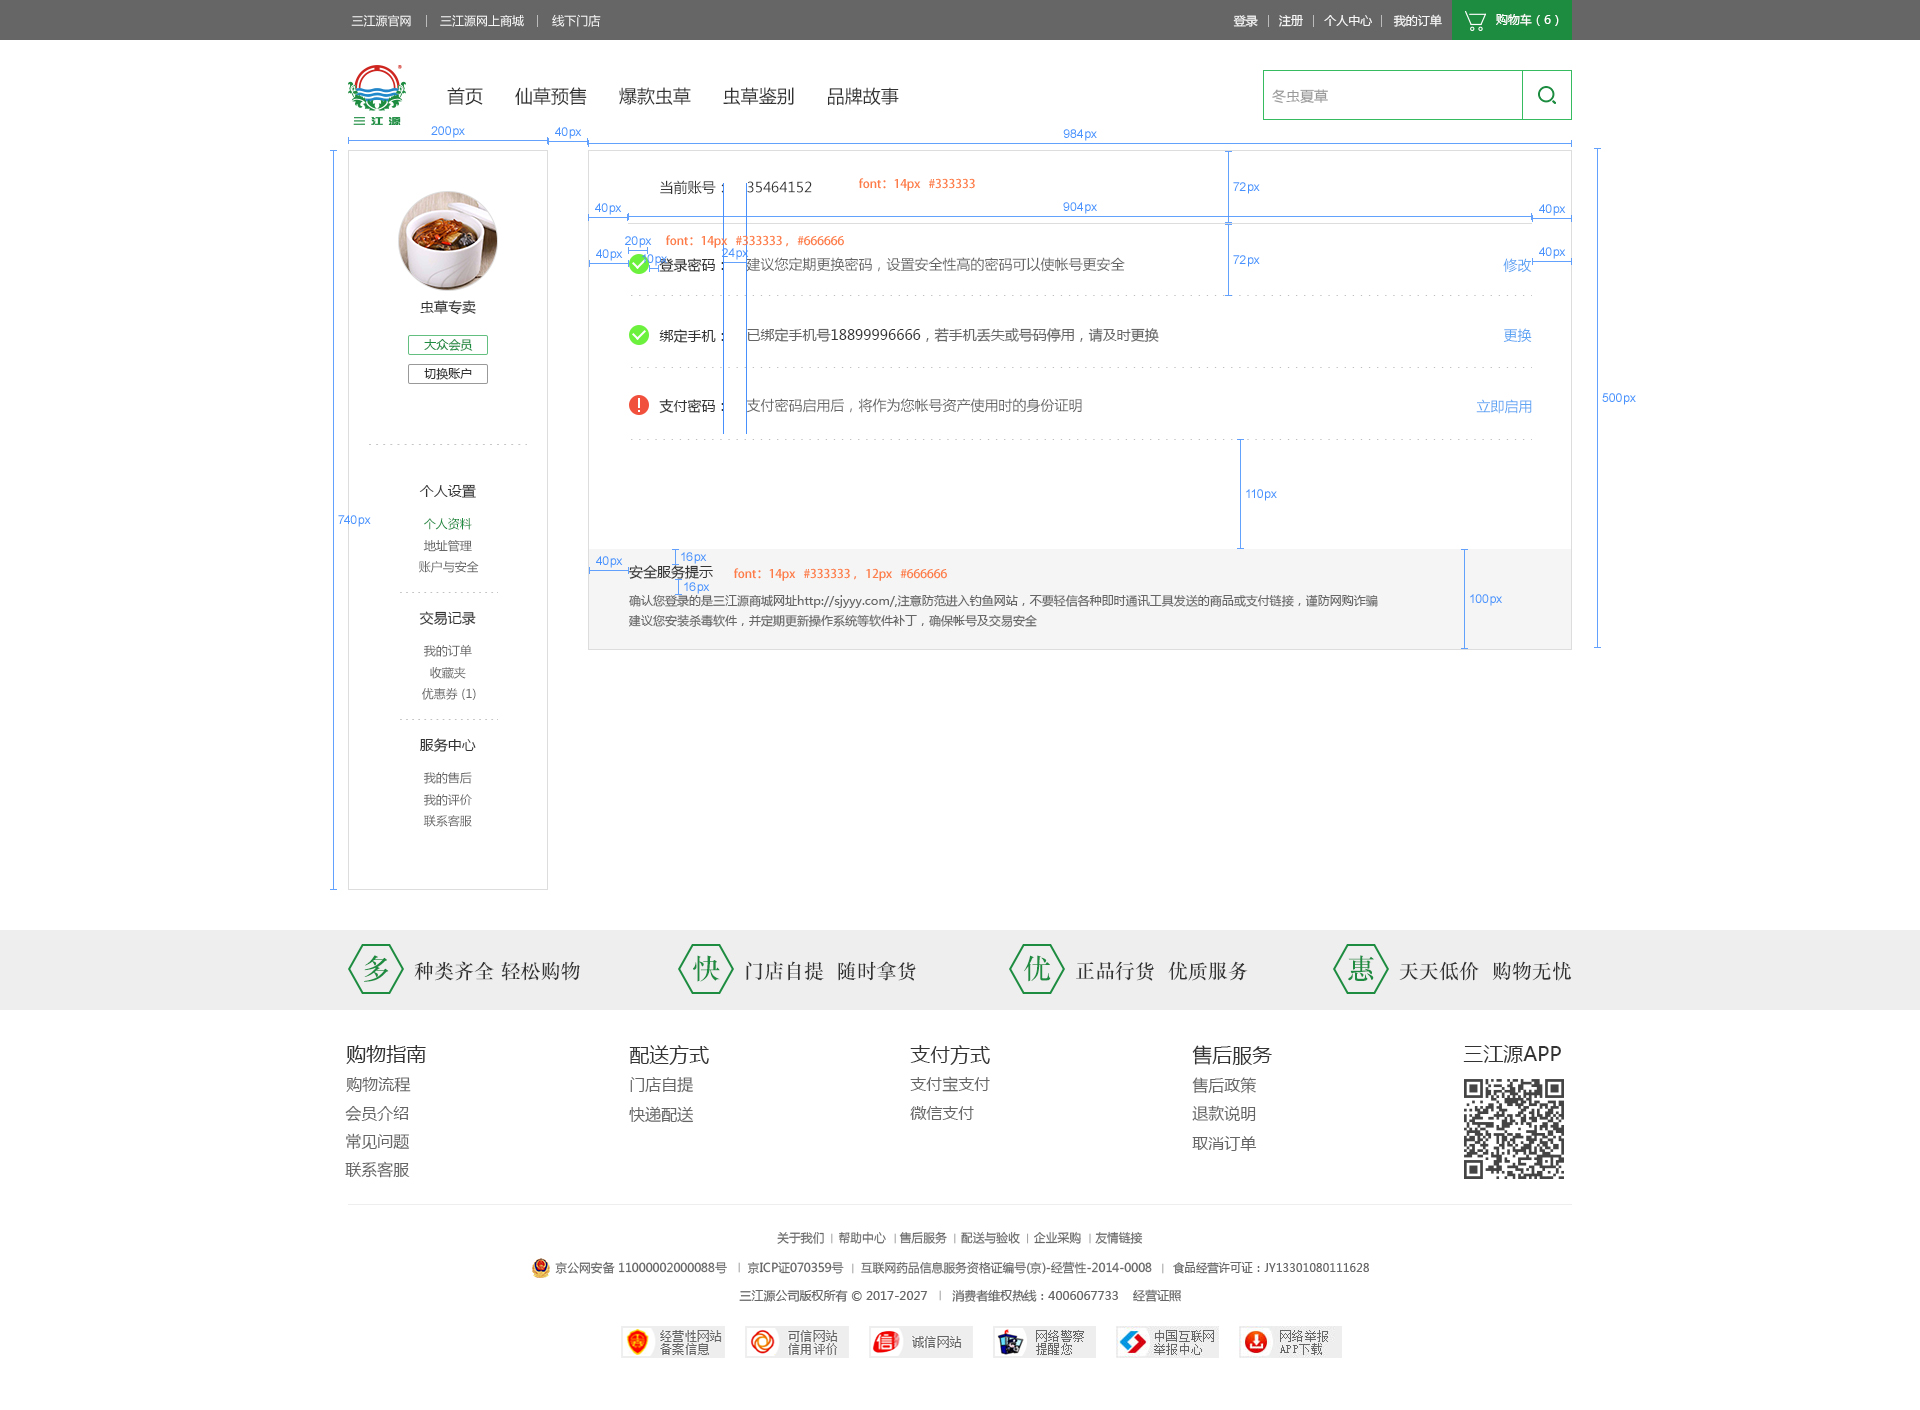 三江源官网 | 三江源网上商城 | 线下门店
登录 | 注册 | 个人中心 | 我的订单
购物车（6）
三江源
首页 仙草预售 爆款虫草 虫草鉴别 品牌故事
冬虫夏草
200px
40px
984px
当前账号： 35464152
font：14px #333333
72px
40px
904px
40px
20px
font：14px #333333， #666666
40px
10px
24px
72px
40px
登录密码： 建议您定期更换密码，设置安全性高的密码可以使帐号更安全 修改
绑定手机： 已绑定手机号18899996666，若手机丢失或号码停用，请及时更换 更换
支付密码： 支付密码启用后，将作为您帐号资产使用时的身份证明 立即启用
500px
110px
虫草专卖
大众会员
切换账户
个人设置
740px
个人资料
地址管理
账户与安全
交易记录
我的订单
收藏夹
优惠券 (1)
服务中心
我的售后
我的评价
联系客服
40px
16px
安全服务提示
font：14px #333333， 12px #666666
16px
100px
确认您登录的是三江源商城网址http://sjyyy.com/,注意防范进入钓鱼网站，不要轻信各种即时通讯工具发送的商品或支付链接，谨防网购诈骗
建议您安装杀毒软件，并定期更新操作系统等软件补丁，确保帐号及交易安全
多 种类齐全 轻松购物
快 门店自提 随时拿货
优 正品行货 优质服务
惠 天天低价 购物无忧
购物指南
购物流程
会员介绍
常见问题
联系客服
配送方式
门店自提
快递配送
支付方式
支付宝支付
微信支付
售后服务
售后政策
退款说明
取消订单
三江源APP
关于我们 | 帮助中心 | 售后服务 | 配送与验收 | 企业采购 | 友情链接
京公网安备 11000002000088号 | 京ICP证070359号 | 互联网药品信息服务资格证编号(京)-经营性-2014-0008 | 食品经营许可证：JY13301080111628
三江源公司版权所有 © 2017-2027 | 消费者维权热线：4006067733 经营证照
经营性网站
备案信息
可信网站
信用评价
信 诚信网站
网络警察
提醒您
中国互联网
举报中心
网络举报
APP下载